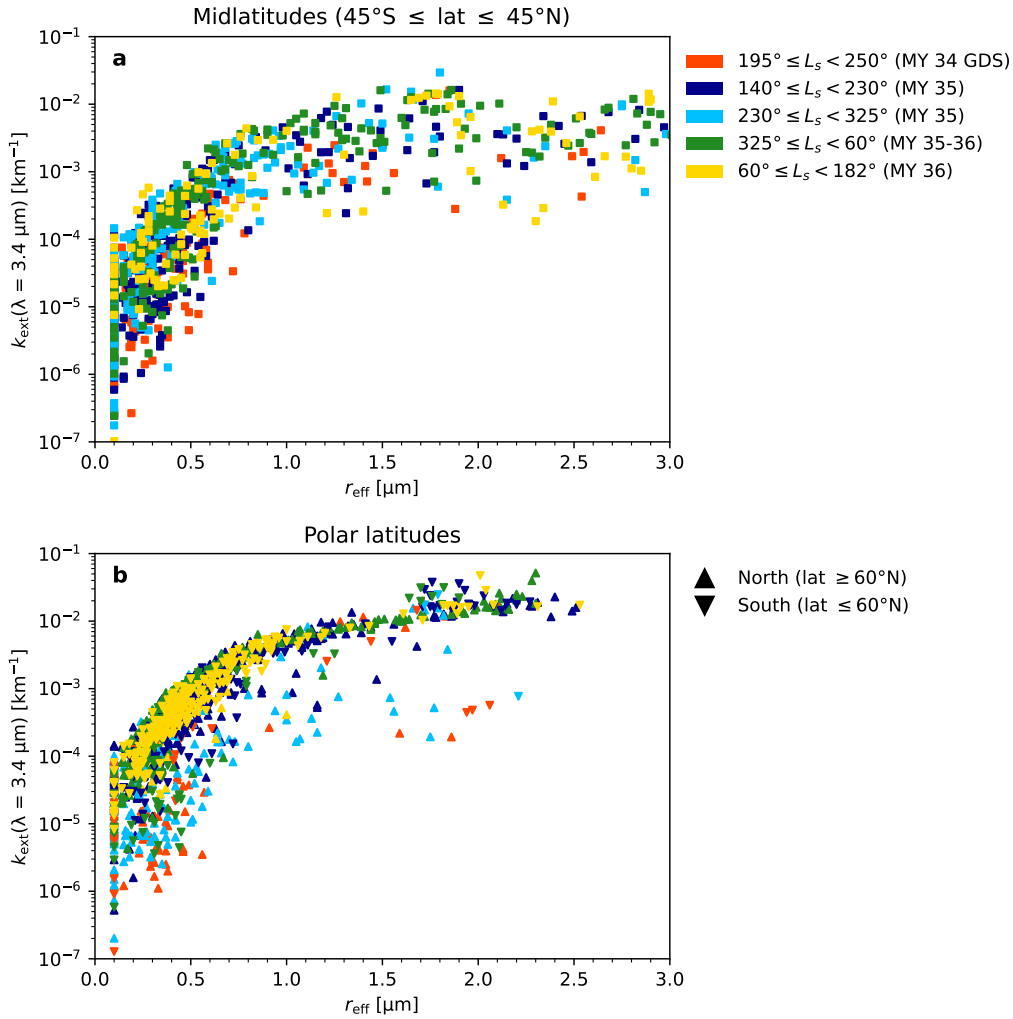 Midlatitudes (45°S ≤ lat ≤ 45°N)
a
10⁻¹
10⁻²
10⁻³
10⁻⁴
10⁻⁵
10⁻⁶
10⁻⁷
k_ext(λ = 3.4 μm) [km⁻¹]
0.0 0.5 1.0 1.5 2.0 2.5 3.0
r_eff [μm]
195° ≤ L_s < 250° (MY 34 GDS)
140° ≤ L_s < 230° (MY 35)
230° ≤ L_s < 325° (MY 35)
325° ≤ L_s < 60° (MY 35-36)
60° ≤ L_s < 182° (MY 36)
Polar latitudes
b
10⁻¹
10⁻²
10⁻³
10⁻⁴
10⁻⁵
10⁻⁶
10⁻⁷
k_ext(λ = 3.4 μm) [km⁻¹]
0.0 0.5 1.0 1.5 2.0 2.5 3.0
r_eff [μm]
North (lat ≥ 60°N)
South (lat ≤ 60°N)